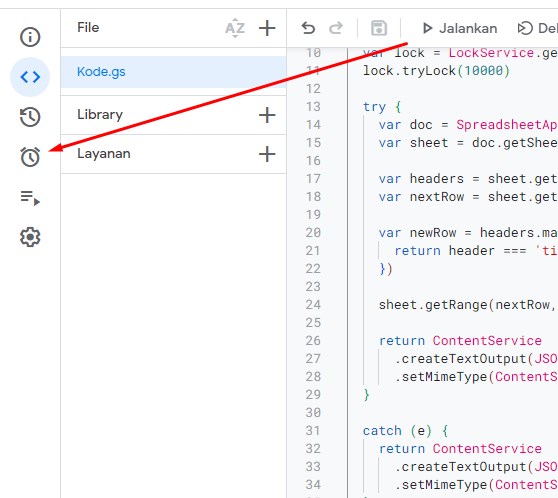 File
AZ
Kode.gs
Library
Layanan
Jalankan
De
10 var lock = LockService.ge
11 lock.tryLock(10000)
12
13 try {
14 var doc = SpreadsheetAp
15 var sheet = doc.getShee
16
17 var headers = sheet.get
18 var nextRow = sheet.get
19
20 var newRow = headers.ma
21 return header === 'ti
22 })
23
24 sheet.getRange(nextRow,
25
26 return ContentService
27 .createTextOutput(JSO
28 .setMimeType(ContentS
29 }
30
31 catch (e) {
32 return ContentService
33 .createTextOutput(JSO
34 .setMimeType(ContentS